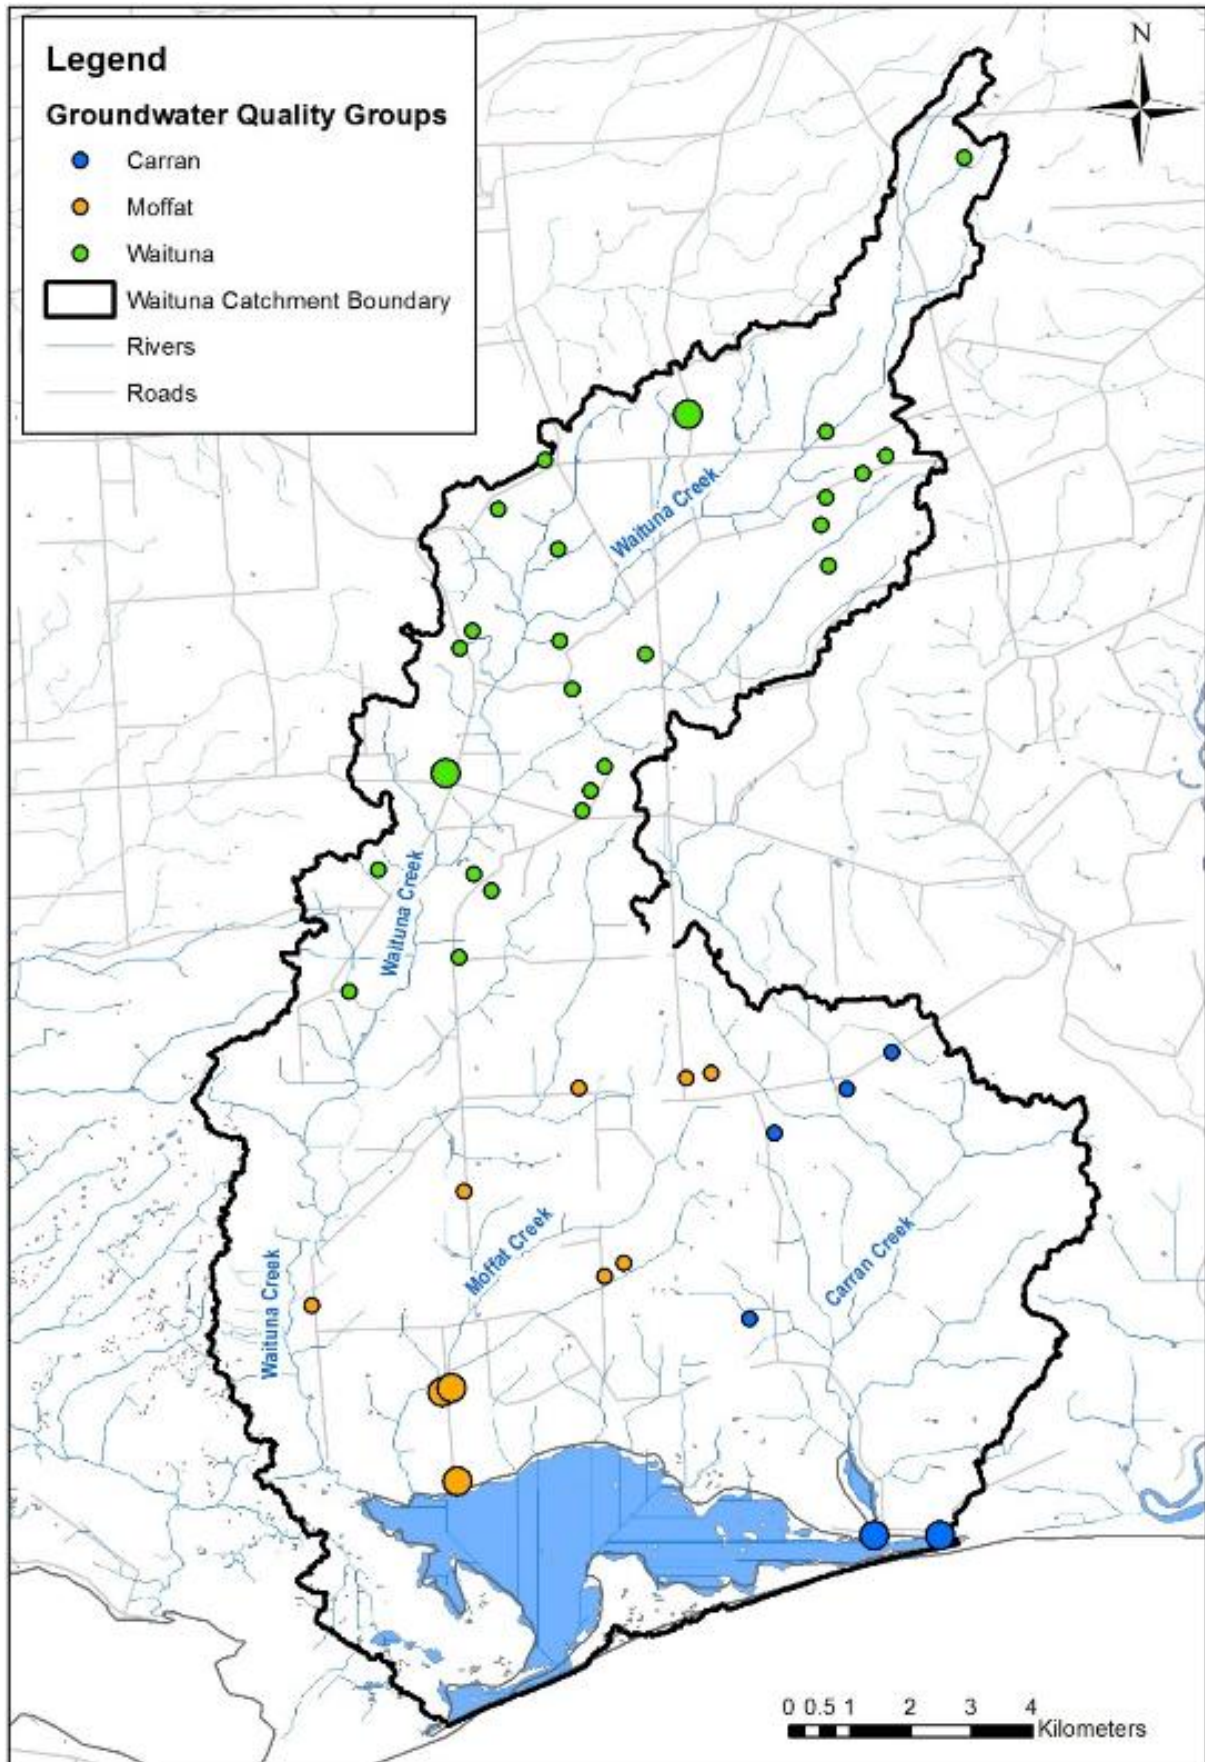 Legend
Groundwater Quality Groups
Carran
Moffat
Waituna
Waituna Catchment Boundary
Rivers
Roads
N
Waituna Creek
Waituna Creek
Moffat Creek
Carran Creek
Waituna Creek
0 0.5 1 2 3 4
Kilometers